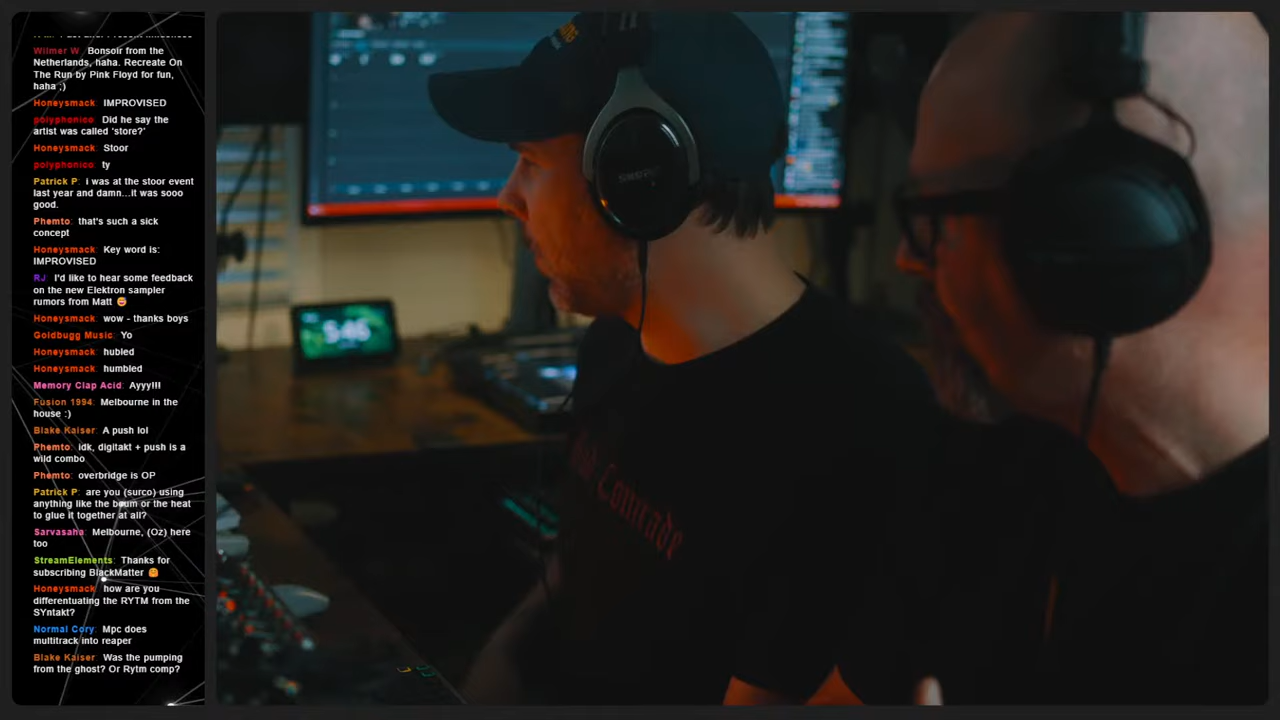 Wilmer W: Bonsoir from the
Netherlands, haha. Recreate On
The Run by Pink Floyd for fun,
haha ;)
Honeysmack: IMPROVISED
polyphonico: Did he say the
artist was called 'store?'
Honeysmack: Stoor
polyphonico: ty
Patrick P: i was at the stoor event
last year and damn...it was sooo
good.
Phemto: that's such a sick
concept
Honeysmack: Key word is:
IMPROVISED
RJ: I'd like to hear some feedback
on the new Elektron sampler
rumors from Matt 😅
Honeysmack: wow - thanks boys
Goldbugg Music: Yo
Honeysmack: hubled
Honeysmack: humbled
Memory Clap Acid: Ayyy!!!
Fusion 1994: Melbourne in the
house :)
Blake Kaiser: A push lol
Phemto: idk, digitakt + push is a
wild combo
Phemto: overbridge is OP
Patrick P: are you (surco) using
anything like the boum or the heat
to glue it together at all?
Sarvasaha: Melbourne, (Oz) here
too
StreamElements: Thanks for
subscribing BlackMatter 🤗
Honeysmack: how are you
differentuating the RYTM from the
SYntakt?
Normal Cory: Mpc does
multitrack into reaper
Blake Kaiser: Was the pumping
from the ghost? Or Rytm comp?
SHURE
5:46
Comrade